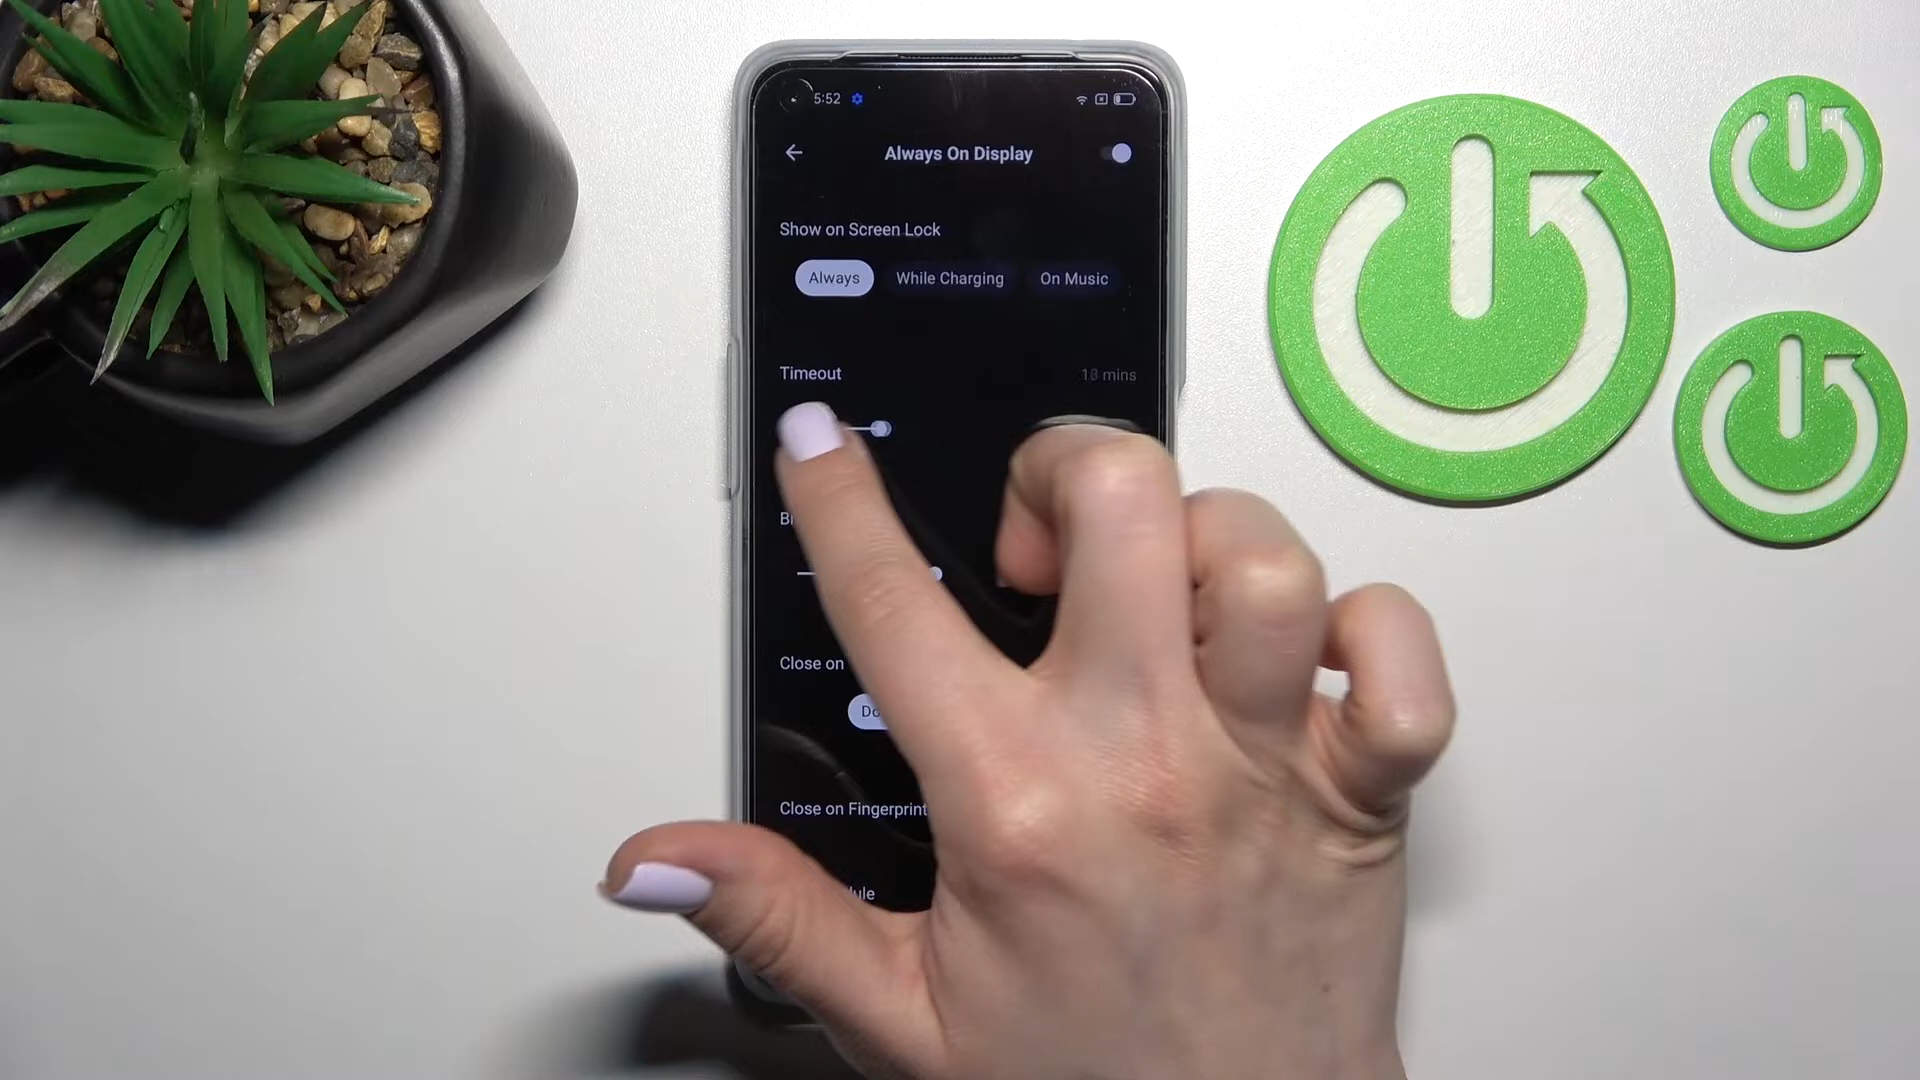 5:52
Always On Display
Show on Screen Lock
Always While Charging On Music
Timeout mins
Close on
Do
Close on Fingerprint